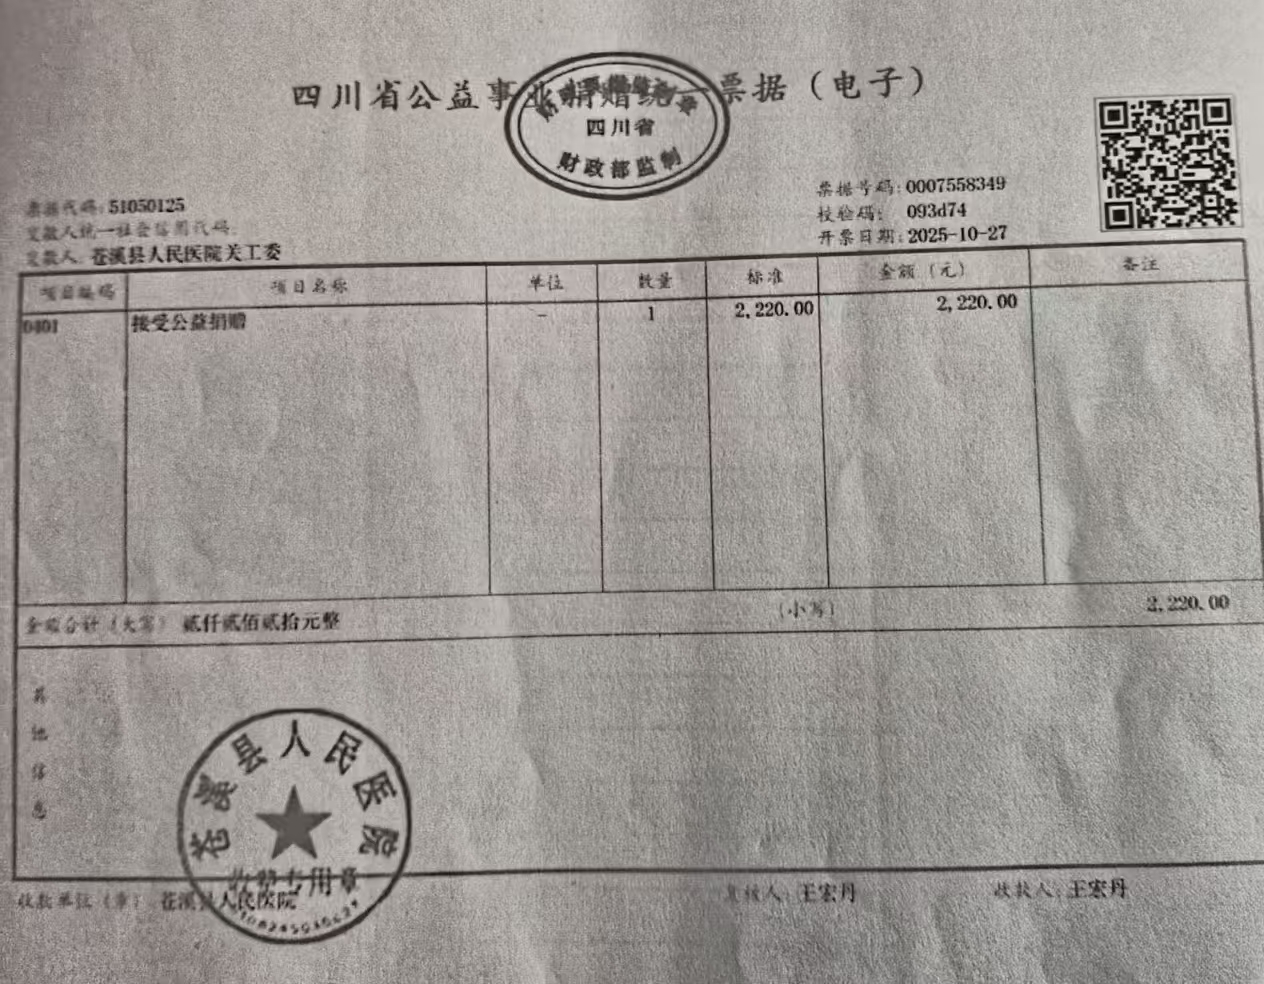 四川省公益事业捐赠统一票据（电子）
四川省
财政部监制
票据代码：51050125
票据号码：0007558349
交款人统一社会信用代码：
校验码： 093d74
交款人：苍溪县人民医院关工委
开票日期：2025-10-27
项目编码 项目名称 单位 数量 标准 金额（元） 备注
0401 接受公益捐赠 - 1 2,220.00 2,220.00
金额合计（大写） 贰仟贰佰贰拾元整 （小写） 2,220.00
其他信息
苍溪县人民医院
专用章
收款单位（章）：苍溪县人民医院 复核人：王宏丹 收款人：王宏丹